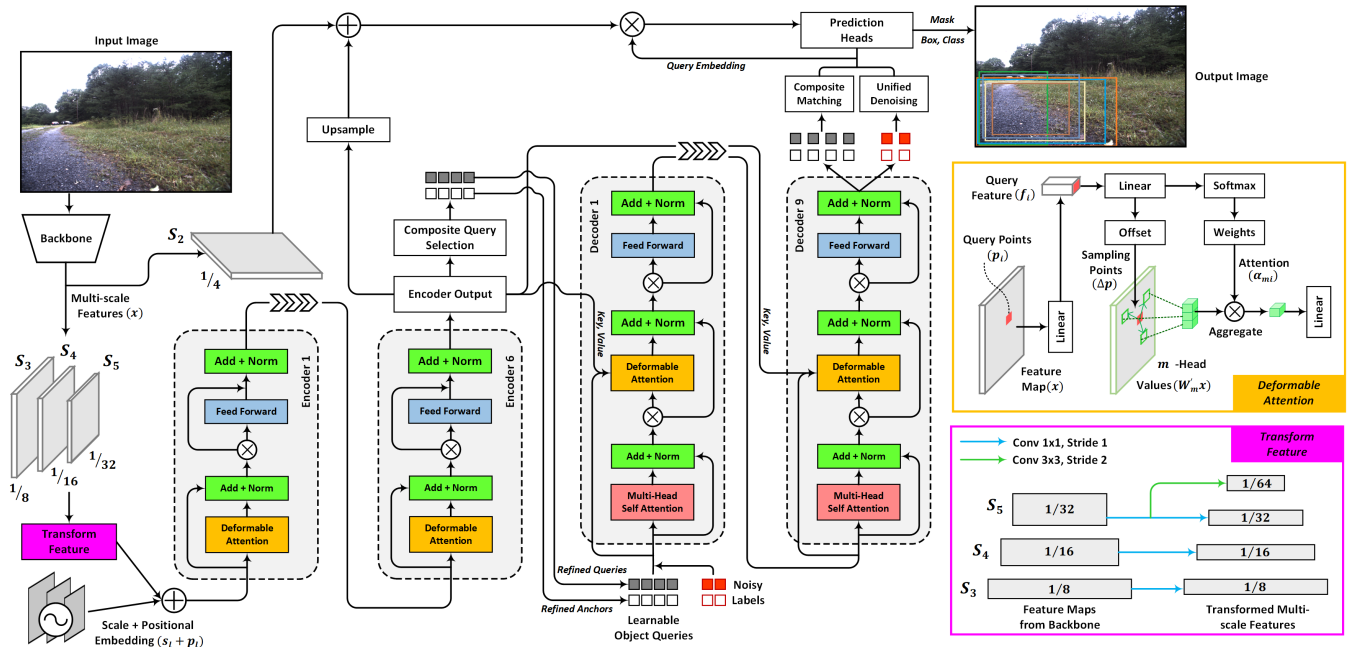 Input Image
Backbone
S₂
1/4
Multi-scale
Features (x)
S₃
S₄
S₅
1/8
1/16
1/32
Transform
Feature
Scale + Positional
Embedding (s_l + p_l)
Add + Norm
Feed Forward
Add + Norm
Deformable
Attention
Encoder 1
Upsample
Composite Query
Selection
Encoder Output
Add + Norm
Feed Forward
Add + Norm
Deformable
Attention
Encoder 6
Key, Value
Refined Queries
Refined Anchors
Decoder 1
Add + Norm
Feed Forward
Add + Norm
Deformable
Attention
Add + Norm
Multi-Head
Self Attention
Noisy
Labels
Learnable
Object Queries
Key, Value
Decoder 9
Add + Norm
Feed Forward
Add + Norm
Deformable
Attention
Add + Norm
Multi-Head
Self Attention
Composite
Matching
Unified
Denoising
Query Embedding
Prediction
Heads
Mask
Box, Class
Output Image
Query
Feature (f_i)
Linear
Softmax
Offset
Weights
Query Points
(p_i)
Sampling
Points
(Δp)
Attention
(α_mi)
Linear
Aggregate
Linear
Feature
Map(x)
m -Head
Values(W'_m x)
Deformable
Attention
Conv 1x1, Stride 1
Conv 3x3, Stride 2
Transform
Feature
1/64
S₅
1/32
1/32
S₄
1/16
1/16
S₃
1/8
1/8
Feature Maps
from Backbone
Transformed Multi-
scale Features